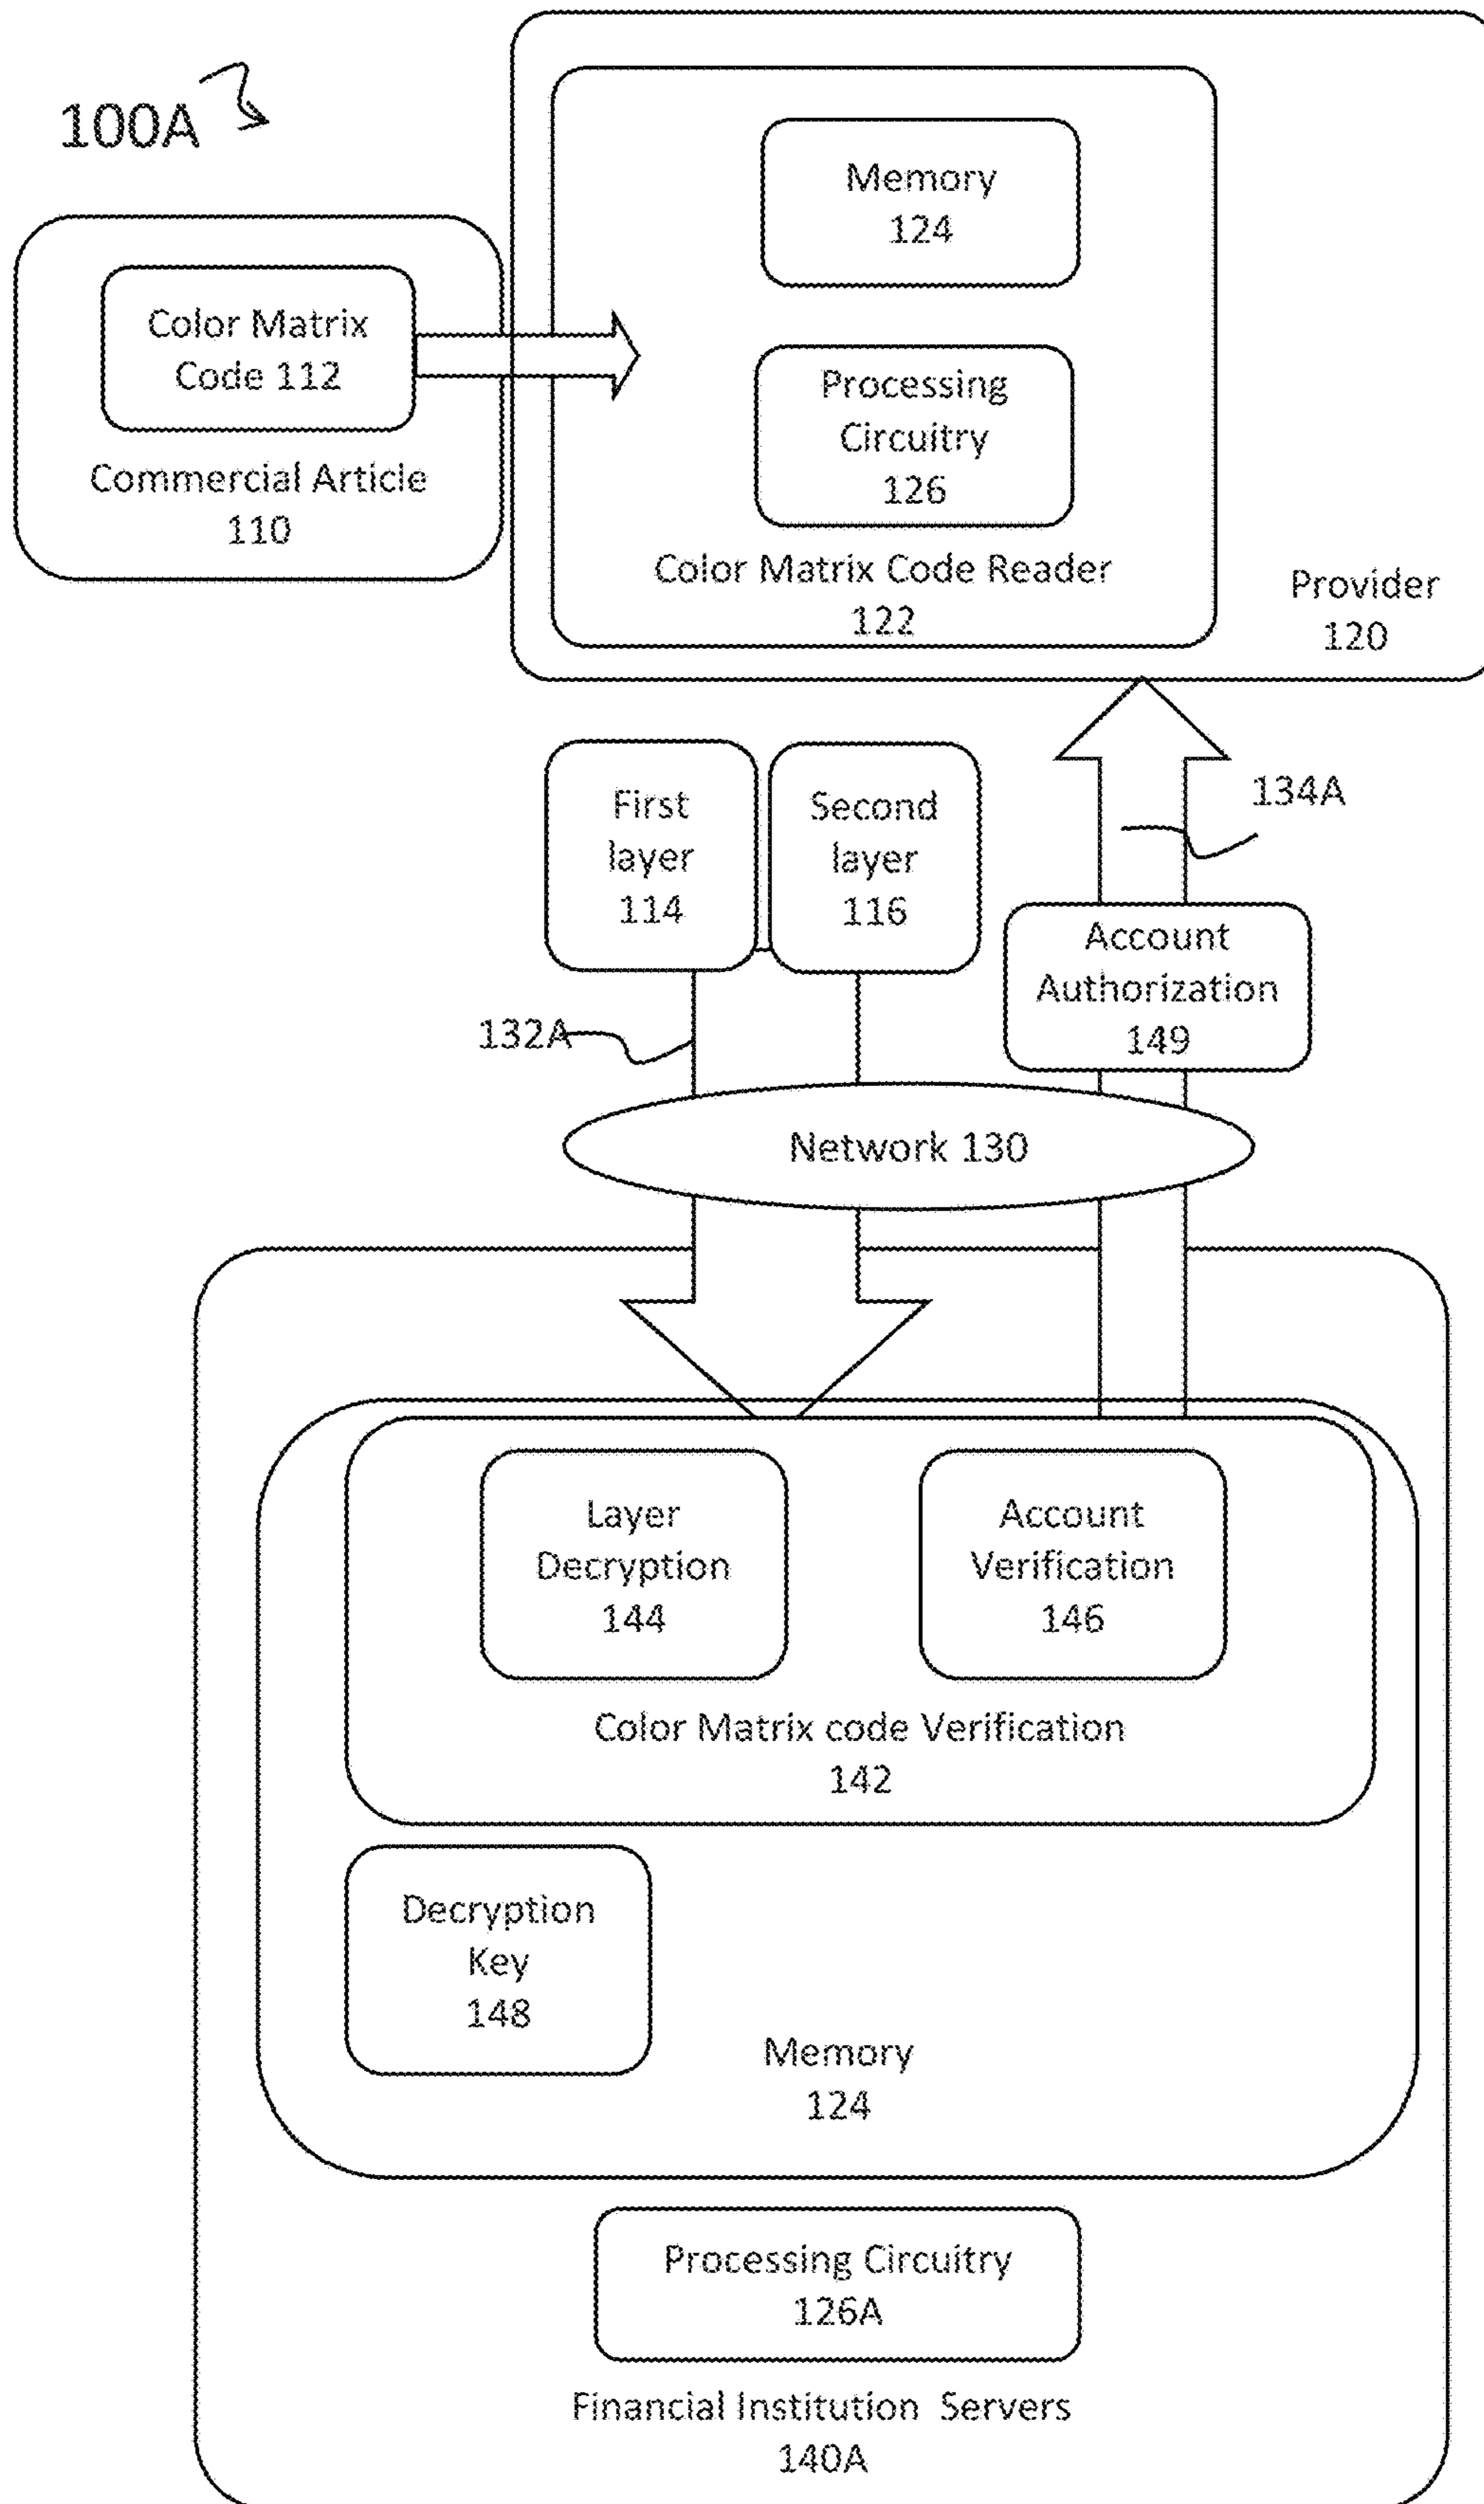 100A
Memory
124
Color Matrix
Code 112
Commercial Article
110
Processing
Circuitry
126
Color Matrix Code Reader
122
Provider
120
First
layer
114
Second
layer
116
134A
Account
Authorization
149
132A
Network 130
Layer
Decryption
144
Account
Verification
146
Color Matrix code Verification
142
Decryption
Key
148
Memory
124
Processing Circuitry
126A
Financial Institution Servers
140A